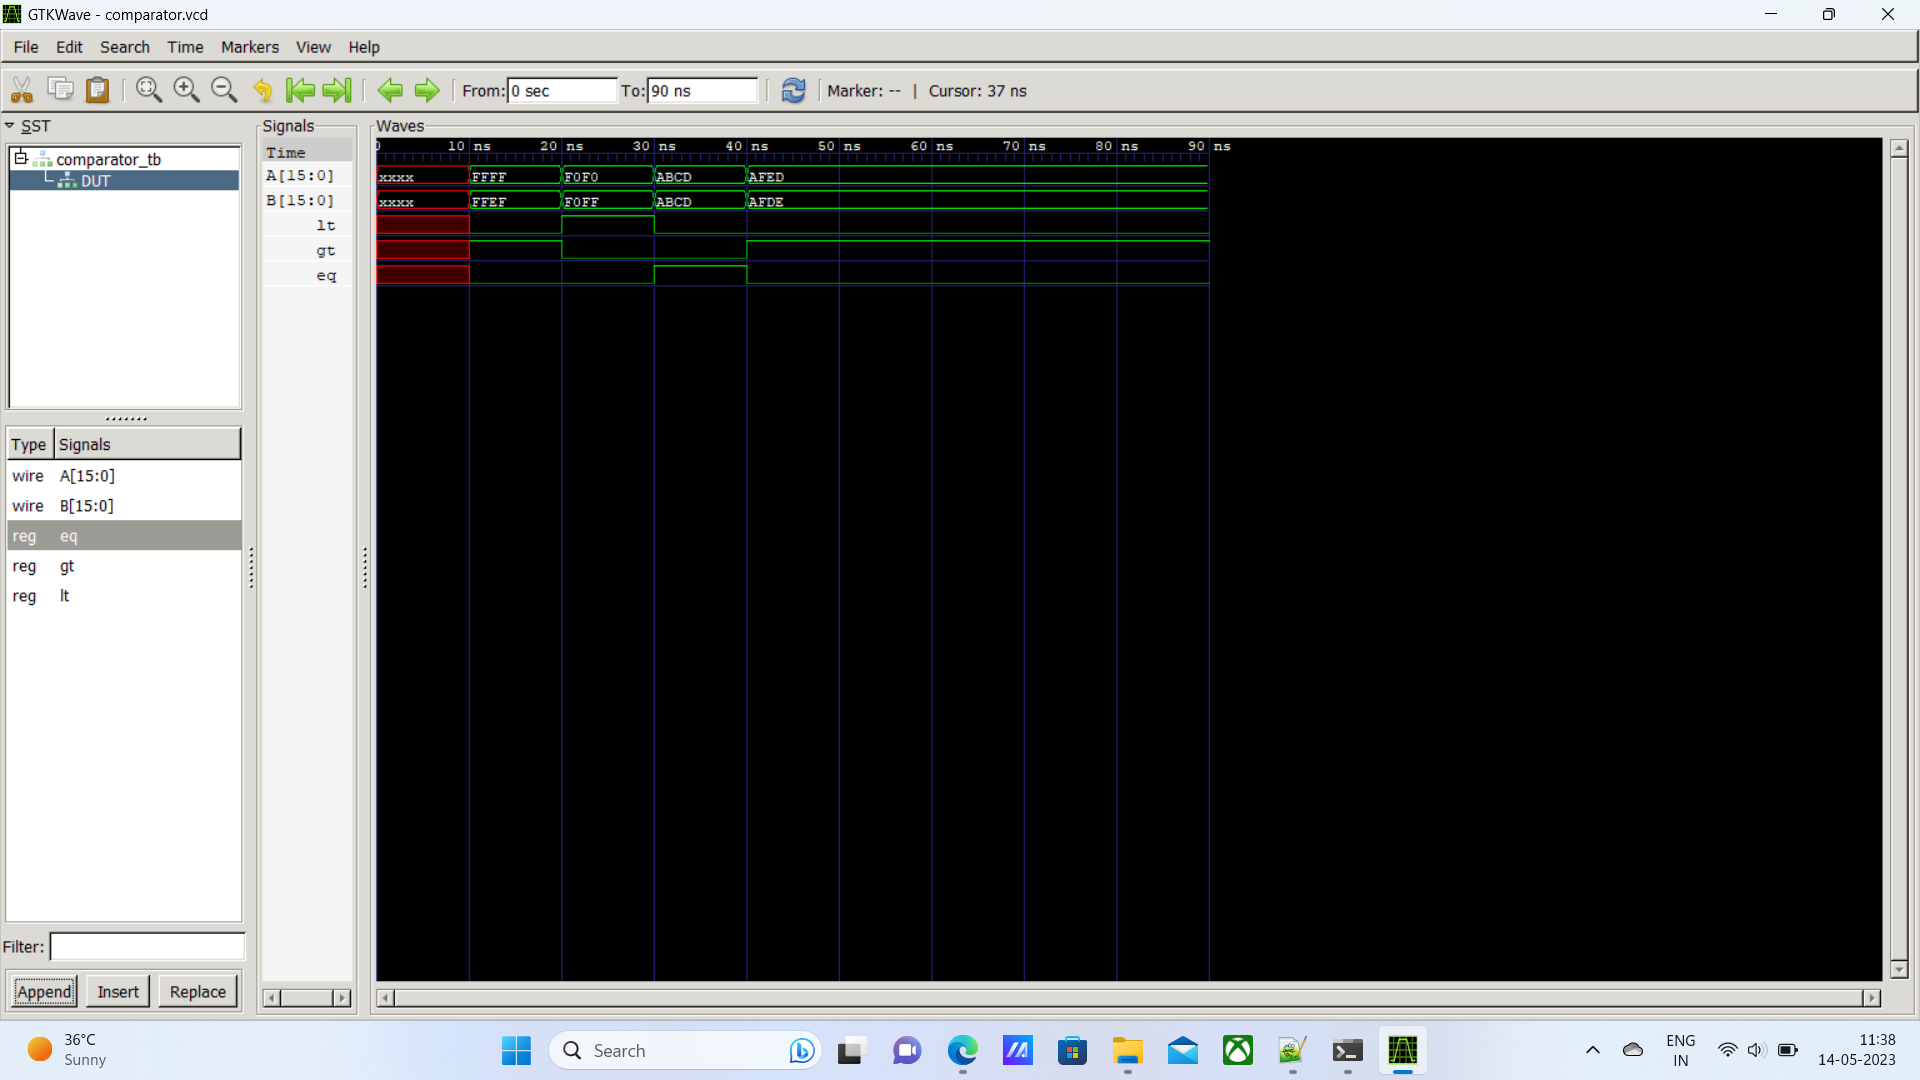 GTKWave - comparator.vcd
File Edit Search Time Markers View Help
From: 0 sec To: 90 ns Marker: -- | Cursor: 37 ns
SST
comparator_tb
DUT
Type Signals
wire A[15:0]
wire B[15:0]
reg eq
reg gt
reg lt
Filter:
Append Insert Replace
Signals
Time
A[15:0]
B[15:0]
lt
gt
eq
Waves
0 10 ns 20 ns 30 ns 40 ns 50 ns 60 ns 70 ns 80 ns 90 ns
xxxx FFFF F0F0 ABCD AFED
xxxx FFEF F0FF ABCD AFDE
36°C
Sunny
Search
ENG
IN
11:38
14-05-2023